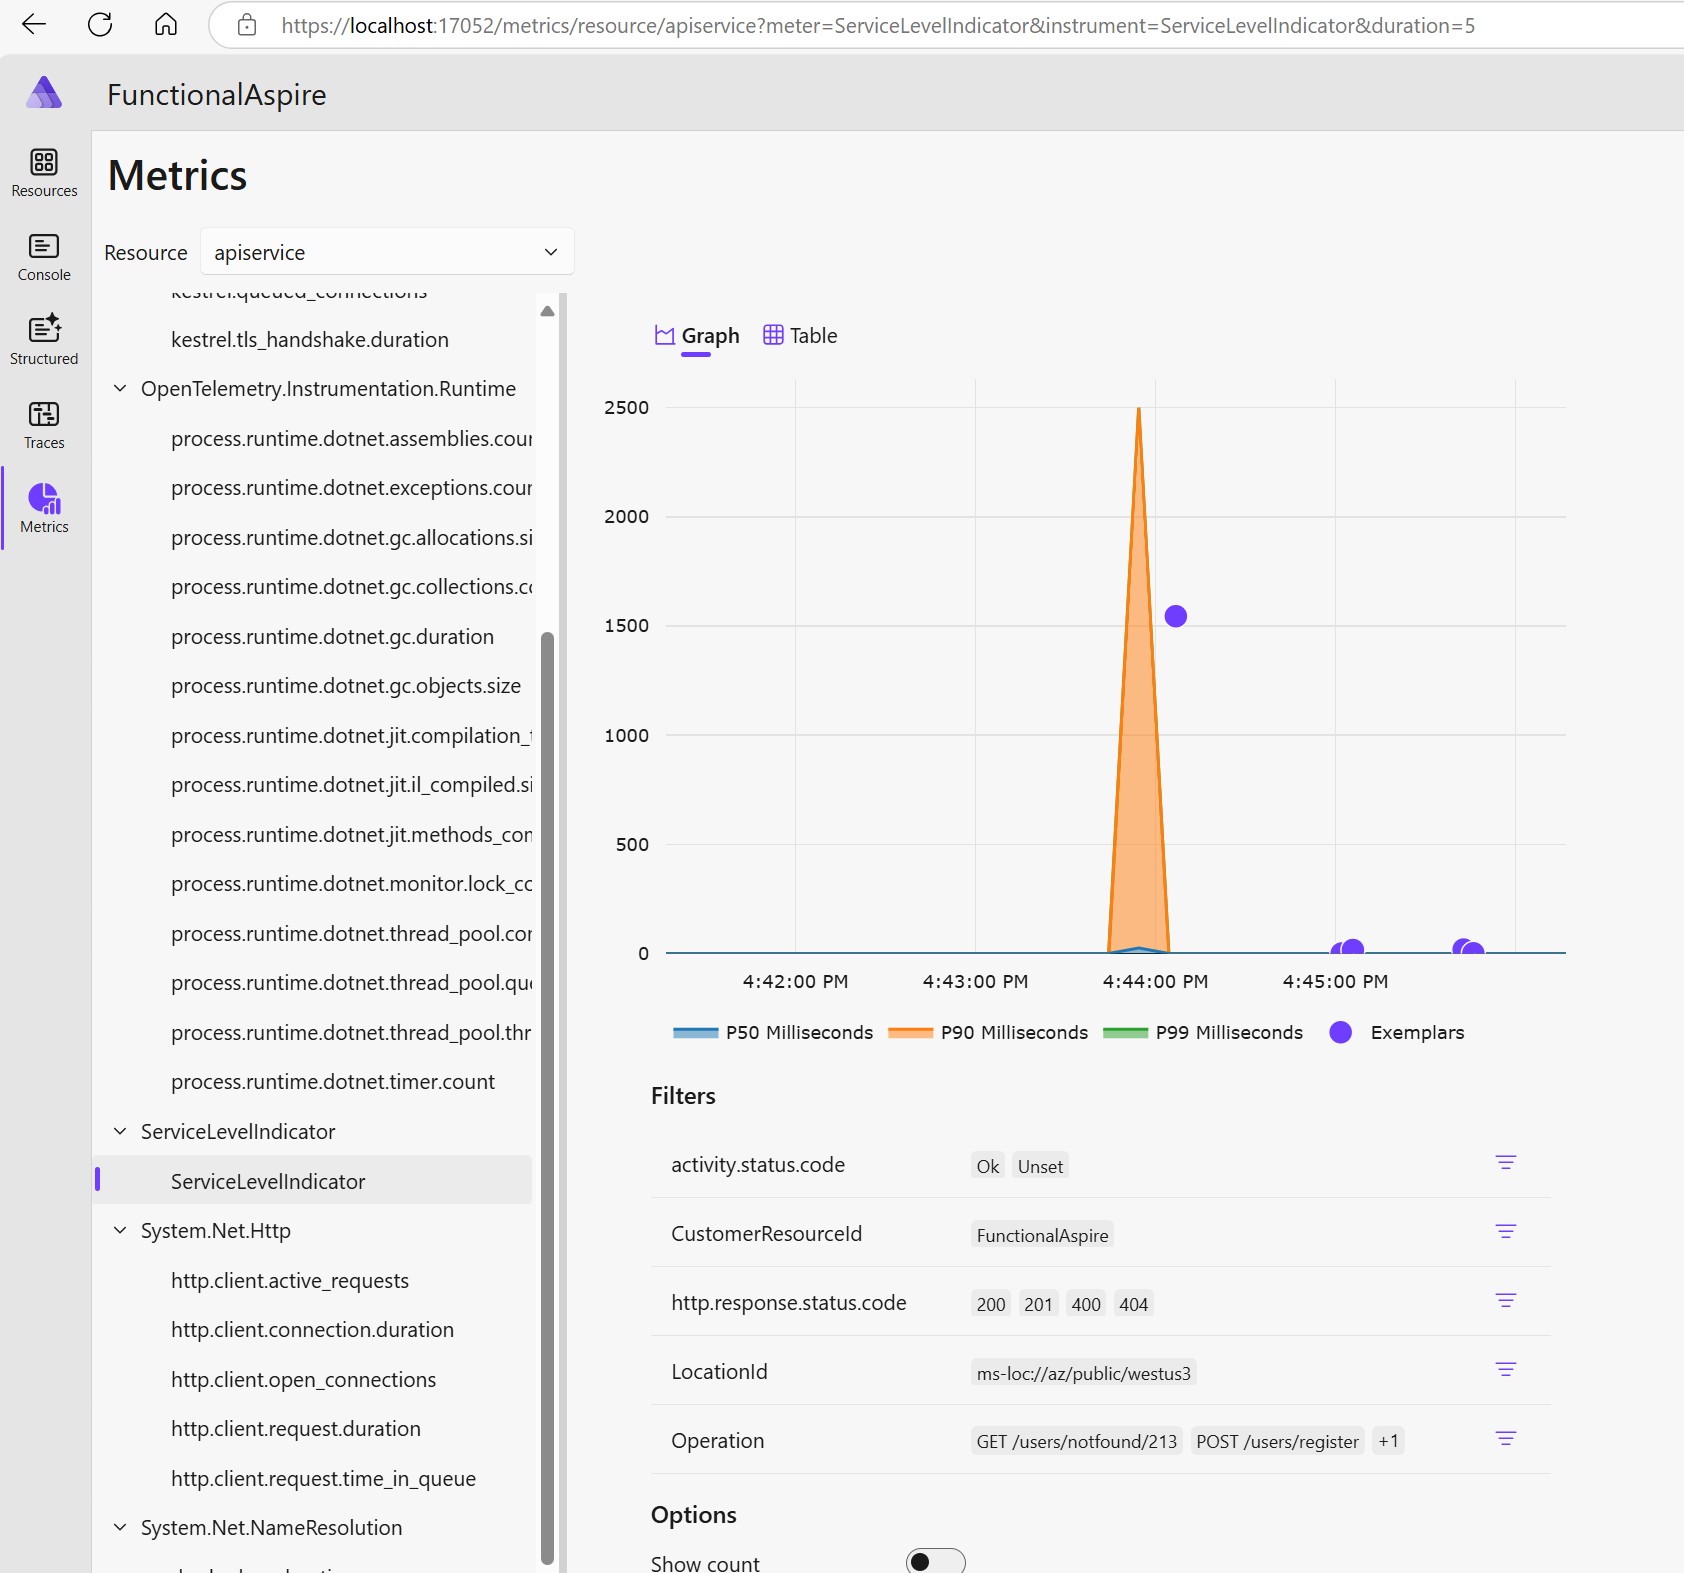 https://localhost:17052/metrics/resource/apiservice?meter=ServiceLevelIndicator&instrument=ServiceLevelIndicator&duration=5
FunctionalAspire
Resources
Console
Structured
Traces
Metrics
Metrics
Resource
apiservice
kestrel.queued_connections
kestrel.tls_handshake.duration
OpenTelemetry.Instrumentation.Runtime
process.runtime.dotnet.assemblies.cour
process.runtime.dotnet.exceptions.cour
process.runtime.dotnet.gc.allocations.si
process.runtime.dotnet.gc.collections.co
process.runtime.dotnet.gc.duration
process.runtime.dotnet.gc.objects.size
process.runtime.dotnet.jit.compilation_t
process.runtime.dotnet.jit.il_compiled.si
process.runtime.dotnet.jit.methods_com
process.runtime.dotnet.monitor.lock_co
process.runtime.dotnet.thread_pool.cor
process.runtime.dotnet.thread_pool.que
process.runtime.dotnet.thread_pool.thr
process.runtime.dotnet.timer.count
ServiceLevelIndicator
ServiceLevelIndicator
System.Net.Http
http.client.active_requests
http.client.connection.duration
http.client.open_connections
http.client.request.duration
http.client.request.time_in_queue
System.Net.NameResolution
Graph Table
2500
2000
1500
1000
500
0
4:42:00 PM 4:43:00 PM 4:44:00 PM 4:45:00 PM
P50 Milliseconds P90 Milliseconds P99 Milliseconds Exemplars
Filters
activity.status.code Ok Unset
CustomerResourceId FunctionalAspire
http.response.status.code 200 201 400 404
LocationId ms-loc://az/public/westus3
Operation GET /users/notfound/213 POST /users/register +1
Options
Show count